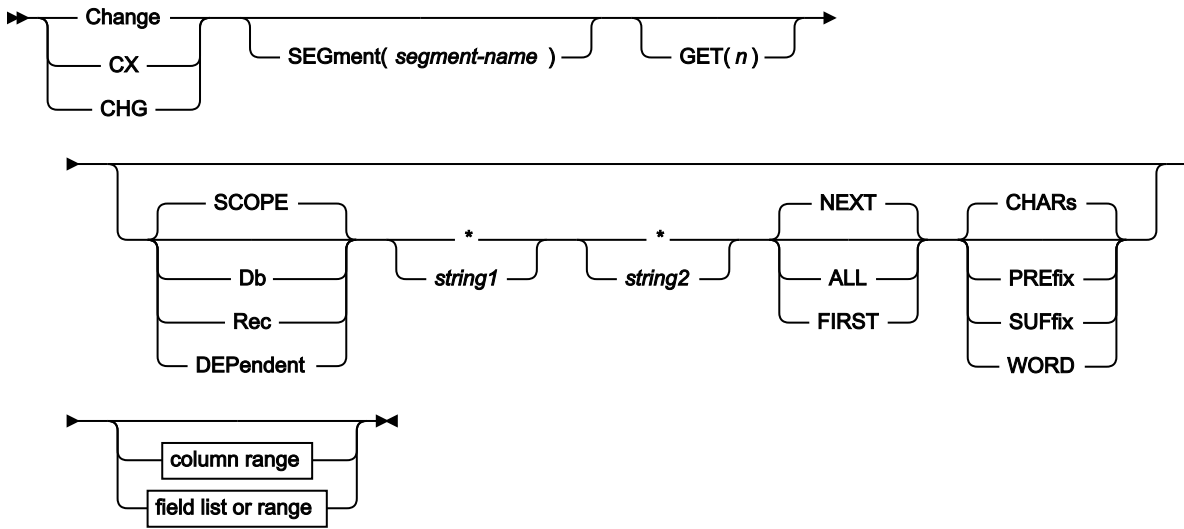 Change
CX
CHG
SEGment( segment-name )
GET( n )
SCOPE
Db
Rec
DEPendent
*
string1
*
string2
NEXT
ALL
FIRST
CHARs
PREfix
SUFfix
WORD
column range
field list or range